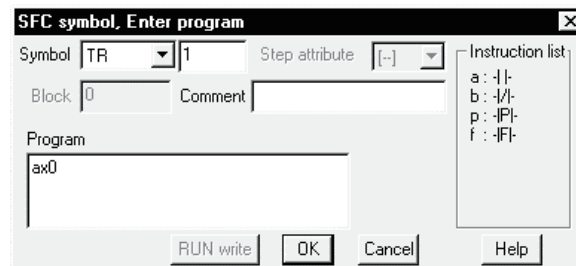 SFC symbol, Enter program
Symbol TR 1 Step attribute [--]
Block 0 Comment
Program
ax0
Instruction list
a : -| |-
b : -|/|-
p : -|P|-
f : -|F|-
RUN write OK Cancel Help